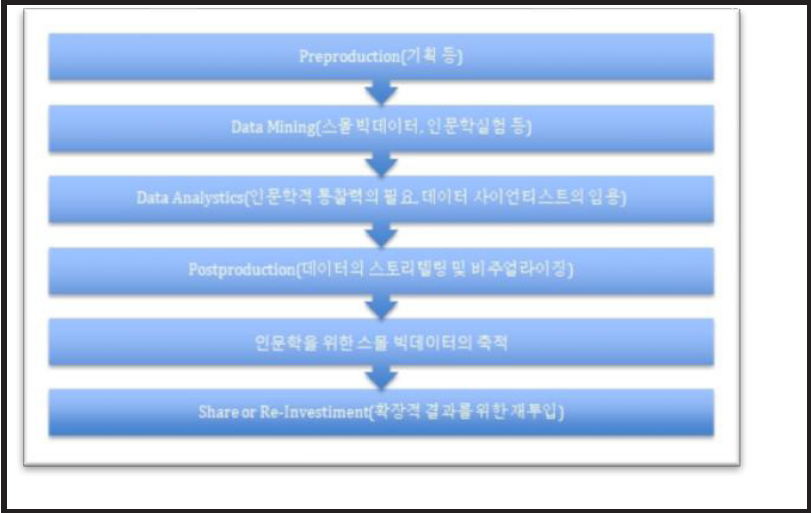 Preproduction(기획 등)
Data Mining(스몰 빅데이터, 인문학실험 등)
Data Analystics(인문학적 통찰력의 필요, 데이터 사이언티스트의 임용)
Postproduction(데이터의 스토리텔링 및 비주얼라이징)
인문학을 위한 스몰 빅데이터의 축적
Share or Re-Investiment(확장적 결과를 위한 재투입)